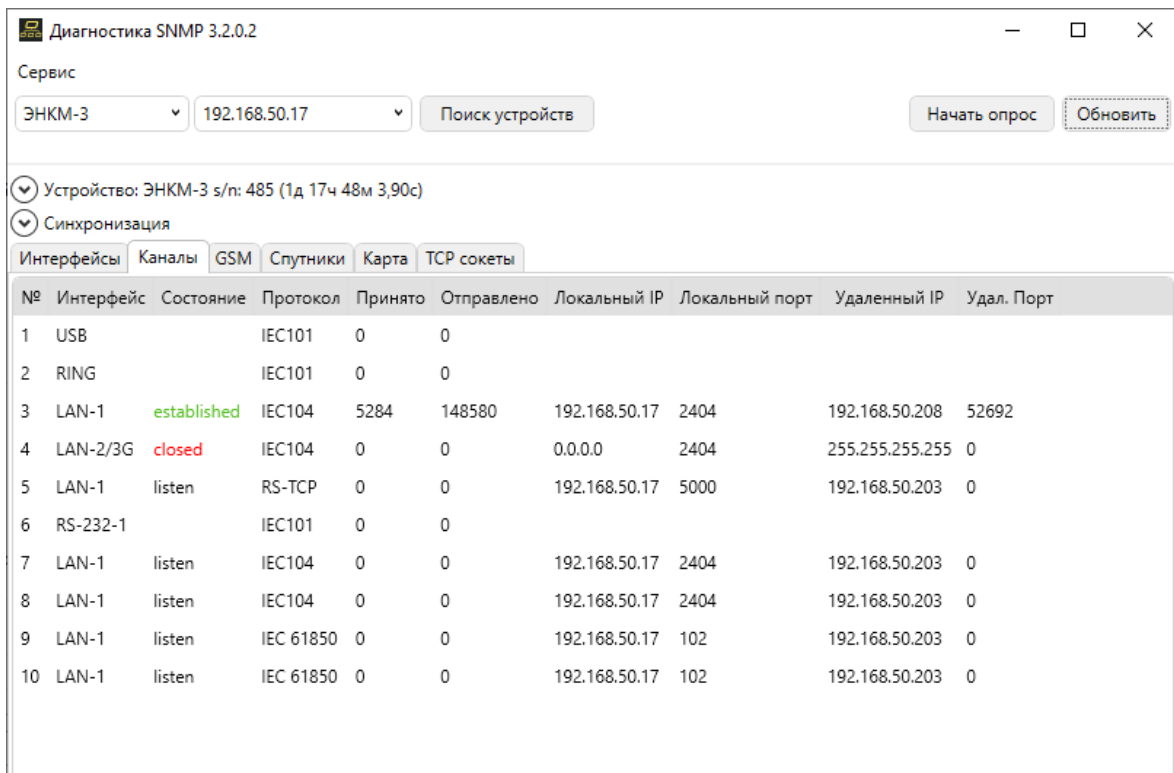 Диагностика SNMP 3.2.0.2
Сервис
ЭНКМ-3 192.168.50.17 Поиск устройств Начать опрос Обновить
Устройство: ЭНКМ-3 s/n: 485 (1д 17ч 48м 3,90с)
Синхронизация
Интерфейсы Каналы GSM Спутники Карта TCP сокеты
№ Интерфейс Состояние Протокол Принято Отправлено Локальный IP Локальный порт Удаленный IP Удал. Порт
1 USB IEC101 0 0
2 RING IEC101 0 0
3 LAN-1 established IEC104 5284 148580 192.168.50.17 2404 192.168.50.208 52692
4 LAN-2/3G closed IEC104 0 0 0.0.0.0 2404 255.255.255.255 0
5 LAN-1 listen RS-TCP 0 0 192.168.50.17 5000 192.168.50.203 0
6 RS-232-1 IEC101 0 0
7 LAN-1 listen IEC104 0 0 192.168.50.17 2404 192.168.50.203 0
8 LAN-1 listen IEC104 0 0 192.168.50.17 2404 192.168.50.203 0
9 LAN-1 listen IEC 61850 0 0 192.168.50.17 102 192.168.50.203 0
10 LAN-1 listen IEC 61850 0 0 192.168.50.17 102 192.168.50.203 0